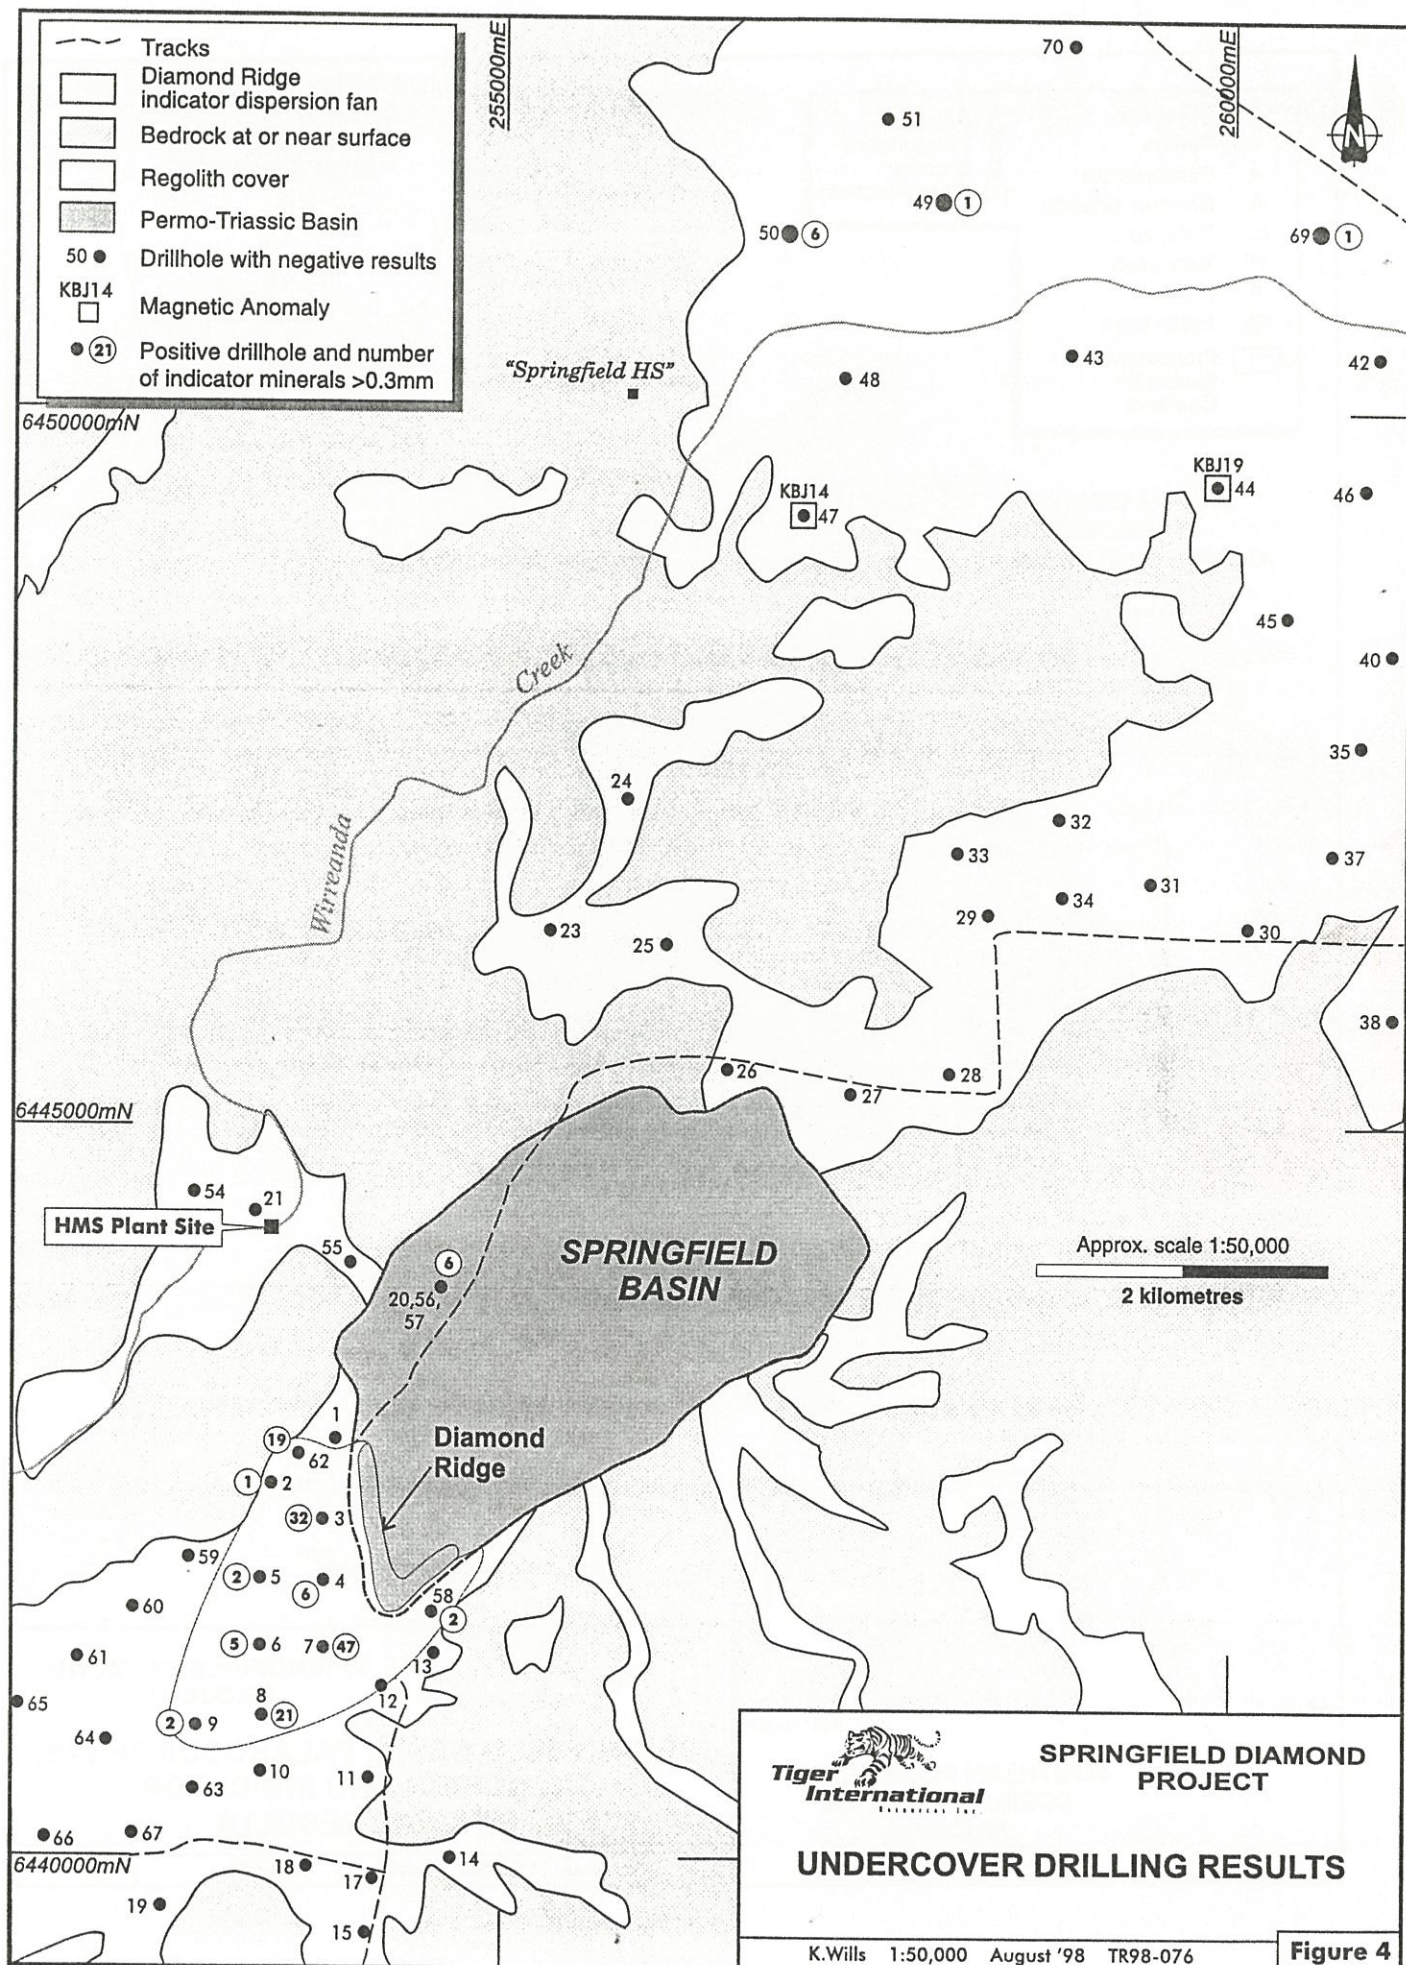 Tracks
Diamond Ridge
indicator dispersion fan
Bedrock at or near surface
Regolith cover
Permo-Triassic Basin
50 Drillhole with negative results
KBJ14
Magnetic Anomaly
21 Positive drillhole and number
of indicator minerals >0.3mm
255000mE
260000mE
N
70
51
49 1
50 6
69 1
"Springfield HS"
48
43
42
6450000mN
KBJ14
47
KBJ19
44
46
45
40
Creek
Wirreanda
24
35
32
33
37
31
34
29
23
25
30
38
26
28
27
6445000mN
54
21
HMS Plant Site
55
6
20,56,
57
SPRINGFIELD
BASIN
Approx. scale 1:50,000
2 kilometres
1
19
62
Diamond
Ridge
1 2
32 3
59
2 5
4
6
58
2
60
5 6
7 47
13
61
12
65
8
21
2 9
64
10
11
63
66
67
6440000mN
18
17
14
19
15
Tiger
International
Resources Inc.
SPRINGFIELD DIAMOND
PROJECT
UNDERCOVER DRILLING RESULTS
K.Wills 1:50,000 August '98 TR98-076
Figure 4